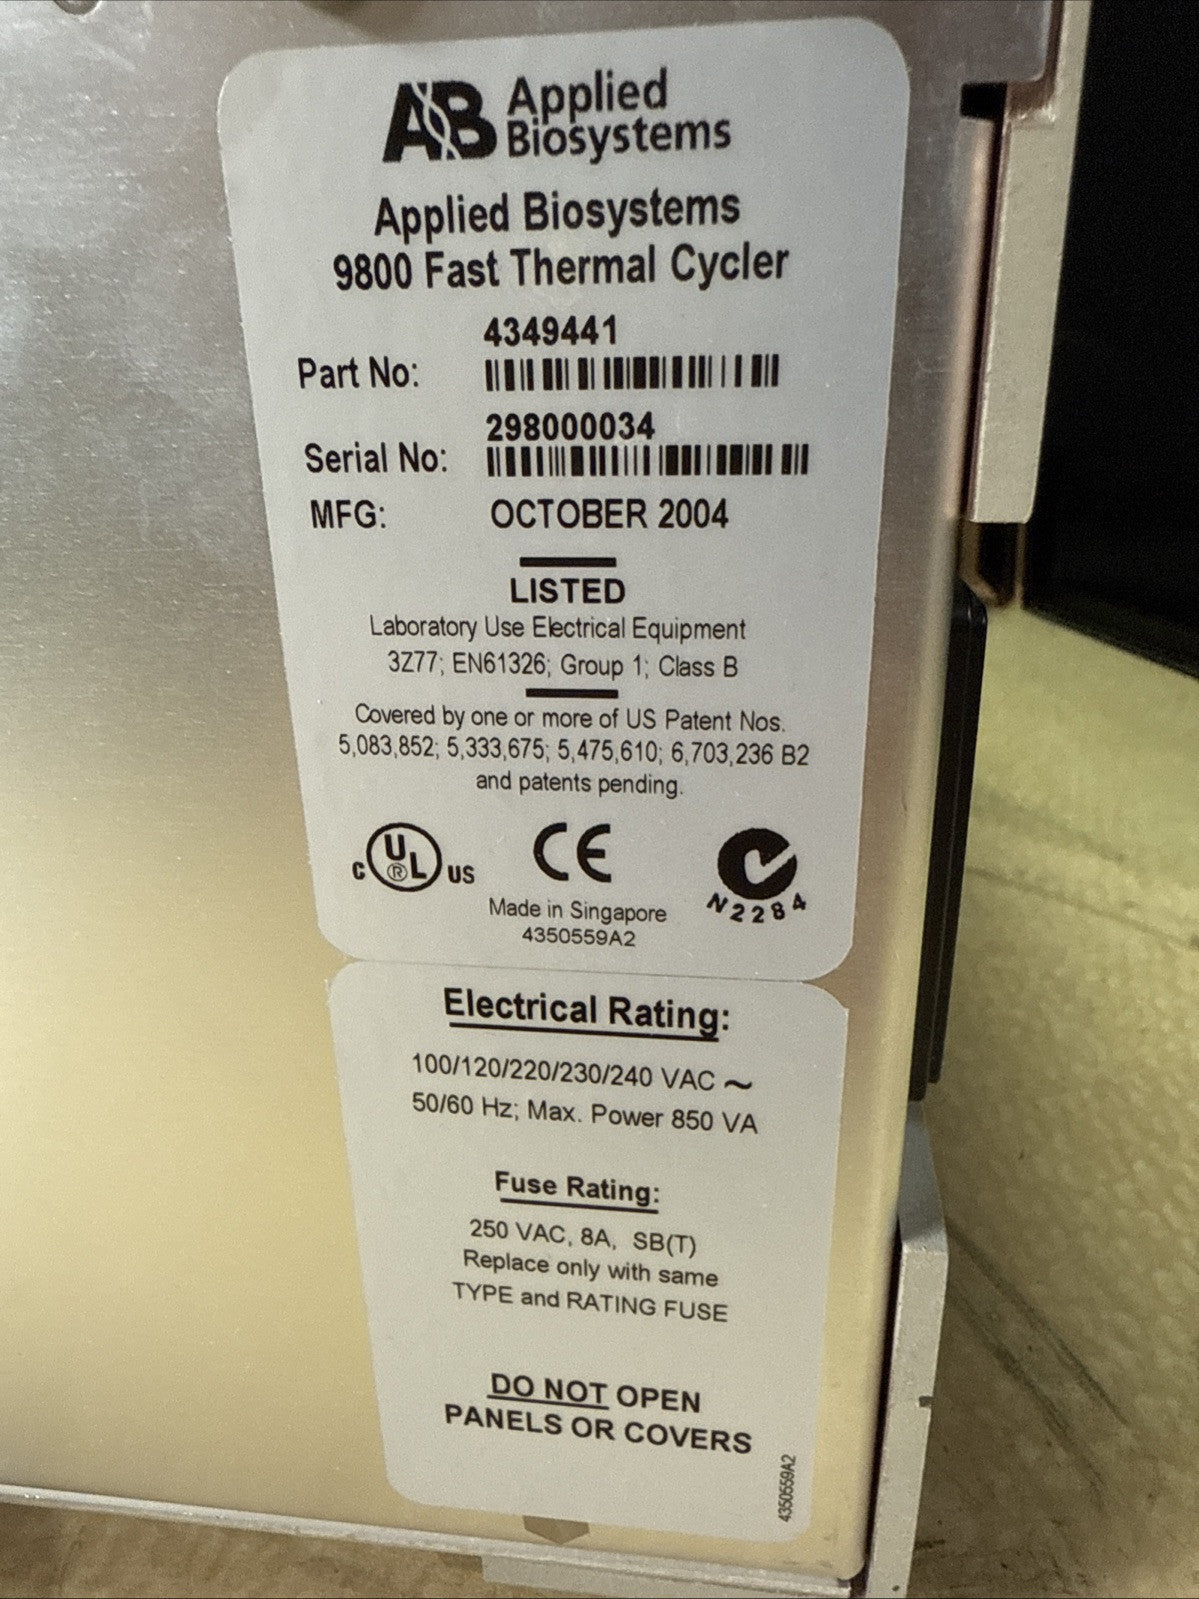 AB Applied
Biosystems
Applied Biosystems
9800 Fast Thermal Cycler
4349441
Part No:
298000034
Serial No:
MFG: OCTOBER 2004
LISTED
Laboratory Use Electrical Equipment
3Z77; EN61326; Group 1; Class B
Covered by one or more of US Patent Nos.
5,083,852; 5,333,675; 5,475,610; 6,703,236 B2
and patents pending.
C UL ® US CE N2284
Made in Singapore
4350559A2
Electrical Rating:
100/120/220/230/240 VAC ~
50/60 Hz; Max. Power 850 VA
Fuse Rating:
250 VAC, 8A, SB(T)
Replace only with same
TYPE and RATING FUSE
DO NOT OPEN
PANELS OR COVERS
4350559A2